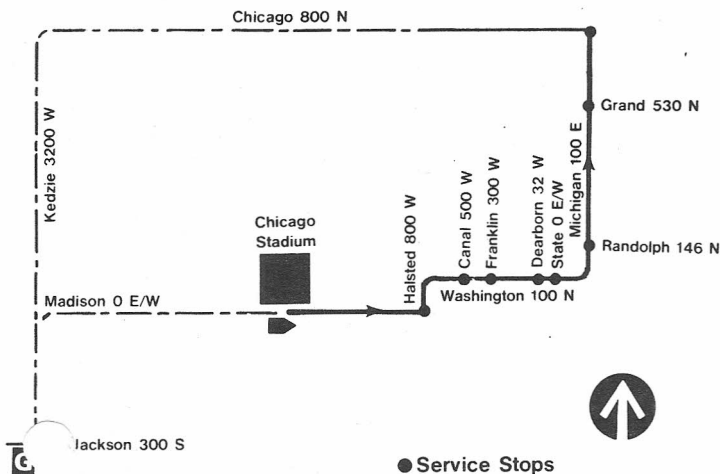 Chicago 800 N
Kedzie 3200 W
Grand 530 N
Michigan 100 E
Halsted 800 W
Canal 500 W
Franklin 300 W
Dearborn 32 W
State 0 E/W
Chicago
Stadium
Randolph 146 N
Washington 100 N
Madison 0 E/W
Jackson 300 S
G
Service Stops